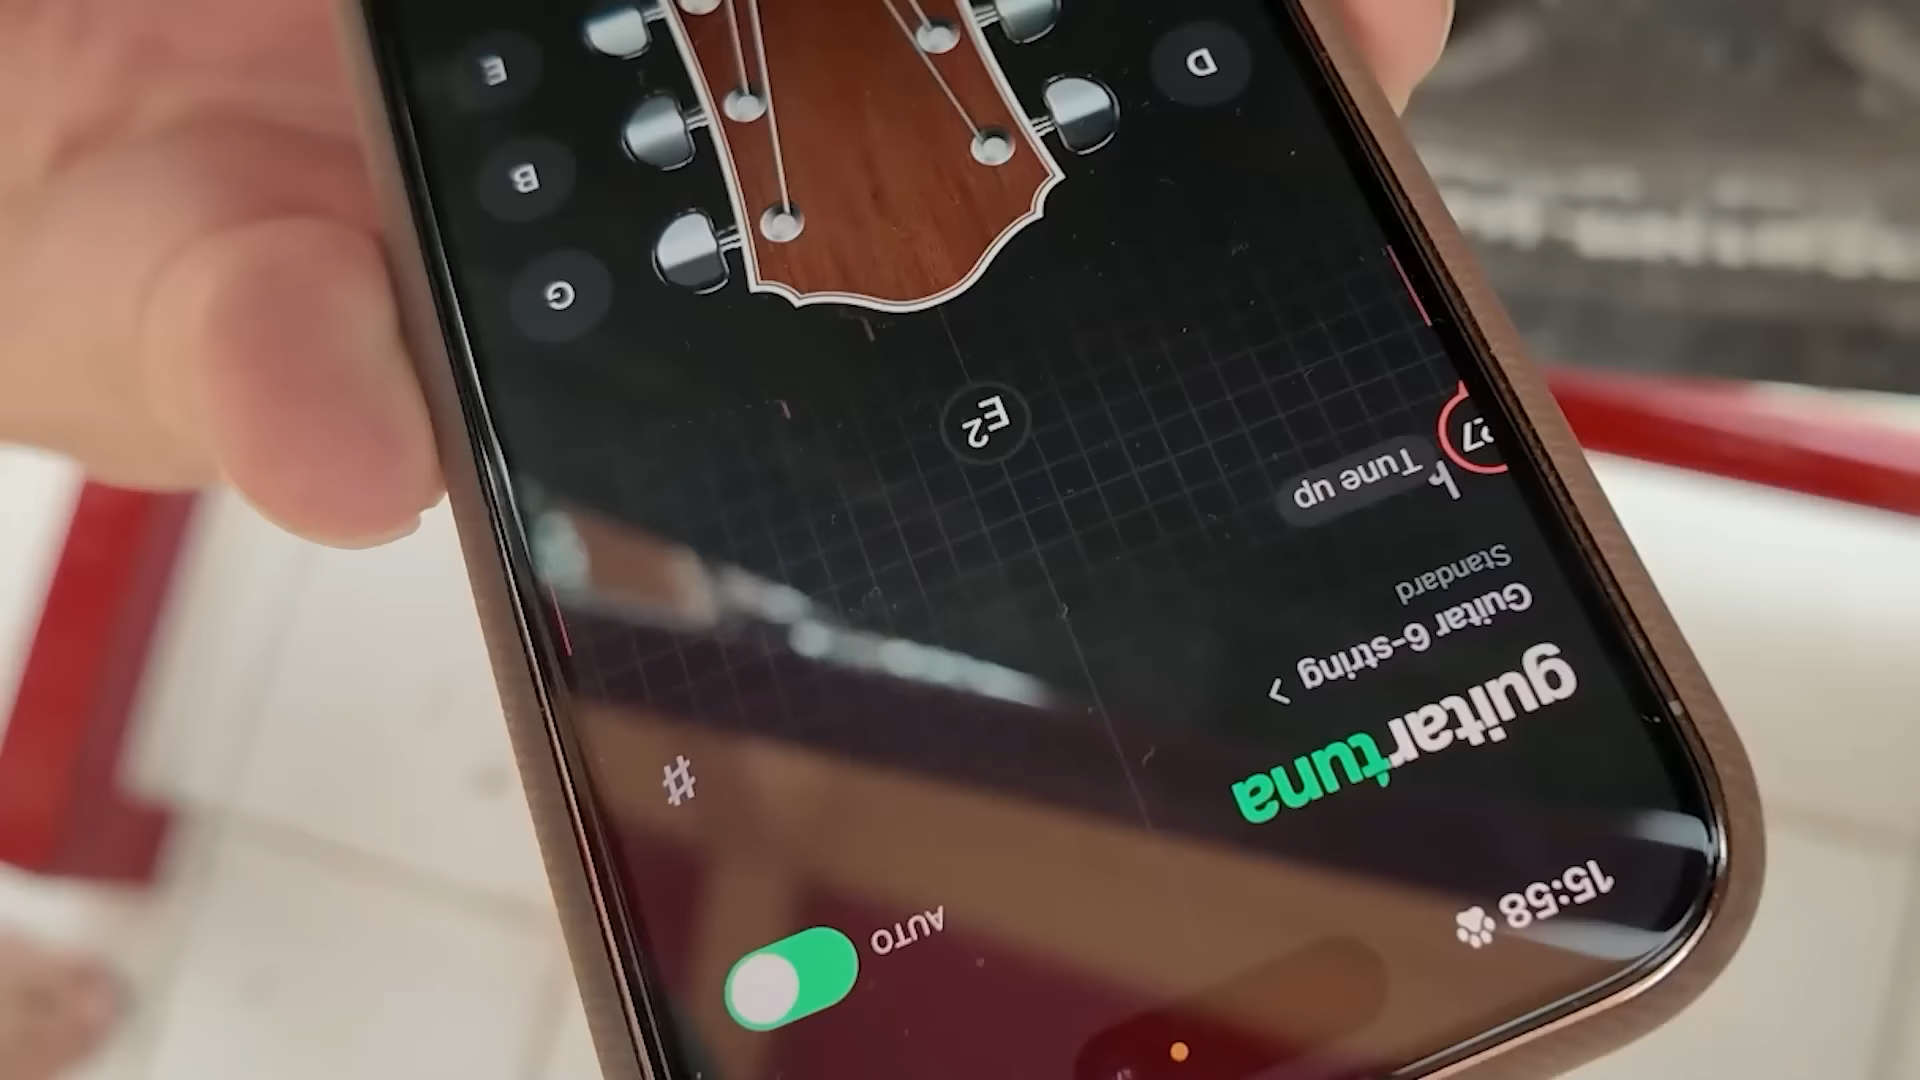 15:58
AUTO
guitartuna
Guitar 6-string >
Standard
#
Tune up
E2
G
B
D
E